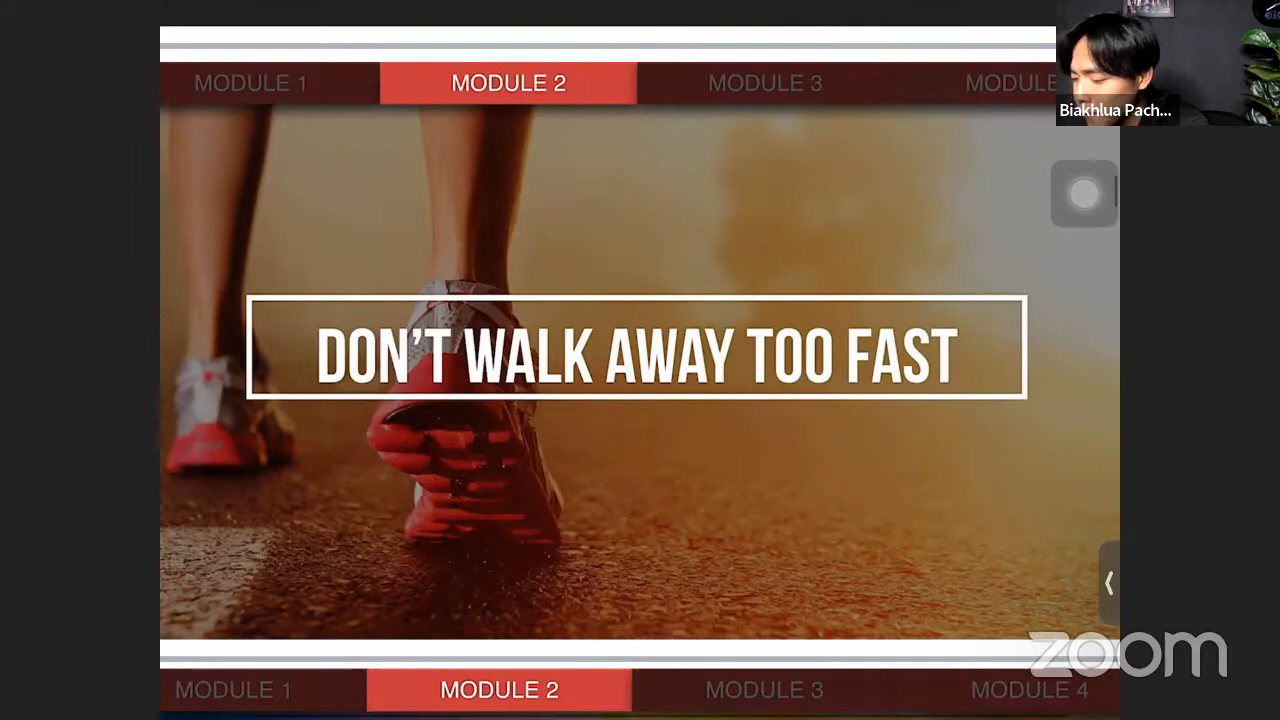 MODULE 1
MODULE 2
MODULE 3
MODULE
Biakhlua Pach...
DON'T WALK AWAY TOO FAST
zoom
MODULE 1
MODULE 2
MODULE 3
MODULE 4